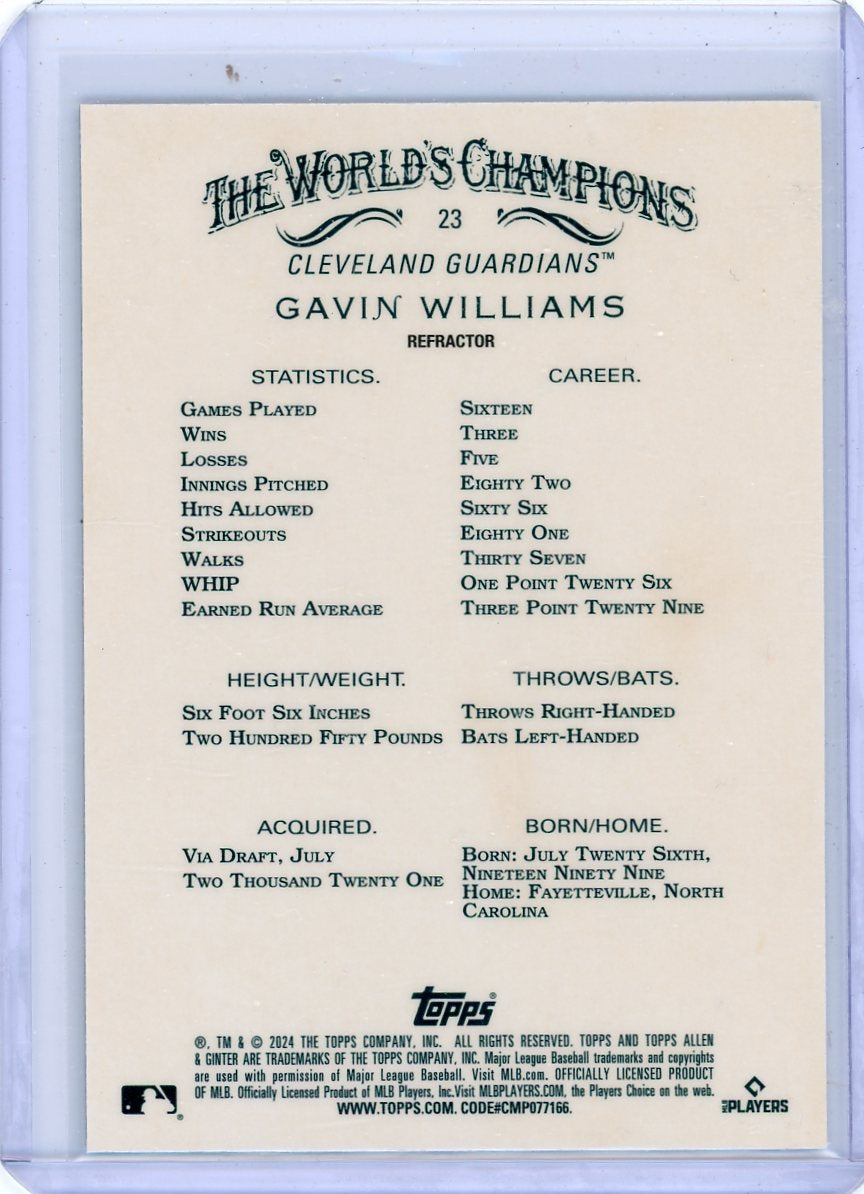 THE WORLD'S CHAMPIONS
23
CLEVELAND GUARDIANS™
GAVIN WILLIAMS
REFRACTOR
STATISTICS. CAREER.
GAMES PLAYED SIXTEEN
WINS THREE
LOSSES FIVE
INNINGS PITCHED EIGHTY TWO
HITS ALLOWED SIXTY SIX
STRIKEOUTS EIGHTY ONE
WALKS THIRTY SEVEN
WHIP ONE POINT TWENTY SIX
EARNED RUN AVERAGE THREE POINT TWENTY NINE
HEIGHT/WEIGHT. THROWS/BATS.
SIX FOOT SIX INCHES THROWS RIGHT-HANDED
TWO HUNDRED FIFTY POUNDS BATS LEFT-HANDED
ACQUIRED.
VIA DRAFT, JULY
TWO THOUSAND TWENTY ONE
BORN/HOME.
BORN: JULY TWENTY SIXTH,
NINETEEN NINETY NINE
HOME: FAYETTEVILLE, NORTH
CAROLINA
topps®
®, TM & © 2024 THE TOPPS COMPANY, INC. ALL RIGHTS RESERVED. TOPPS AND TOPPS ALLEN
& GINTER ARE TRADEMARKS OF THE TOPPS COMPANY, INC. Major League Baseball trademarks and copyrights
are used with permission of Major League Baseball. Visit MLB.com. OFFICIALLY LICENSED PRODUCT
OF MLB. Officially Licensed Product of MLB Players, Inc.Visit MLBPLAYERS.COM, the Players Choice on the web.
WWW.TOPPS.COM. CODE#CMP077166.
®
MLB PLAYERS